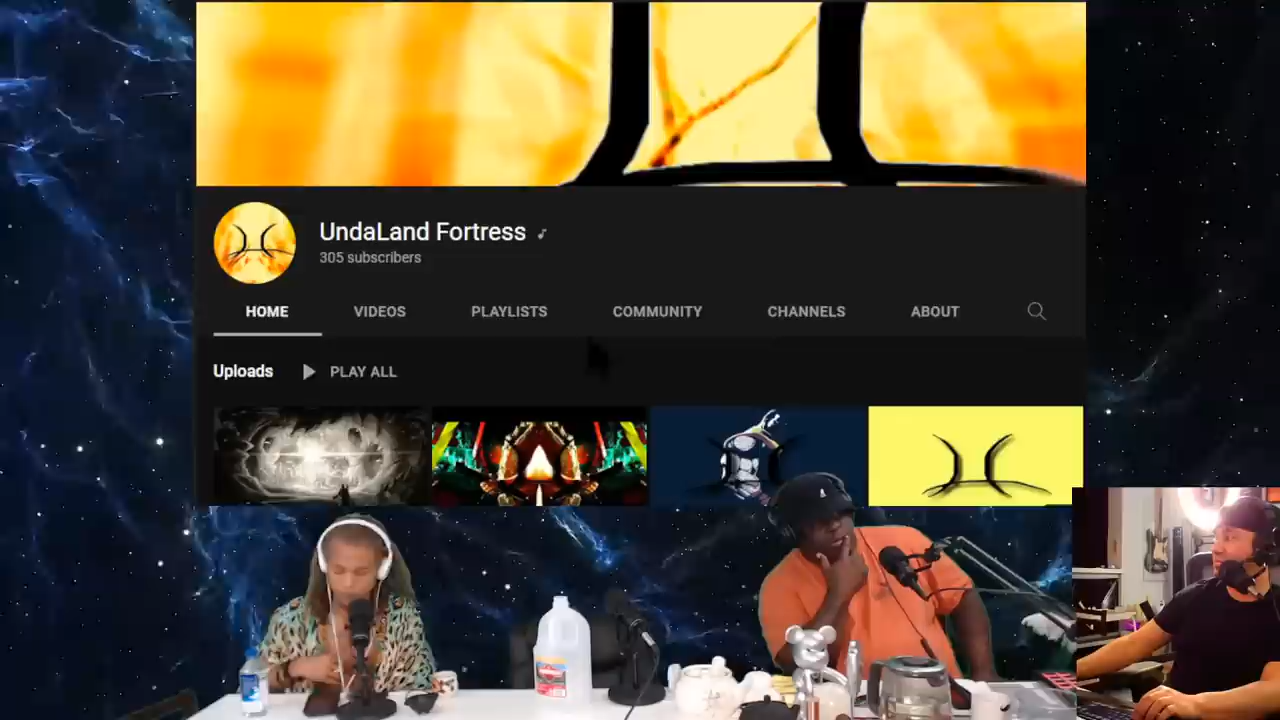 UndaLand Fortress
305 subscribers
HOME VIDEOS PLAYLISTS COMMUNITY CHANNELS ABOUT
Uploads PLAY ALL